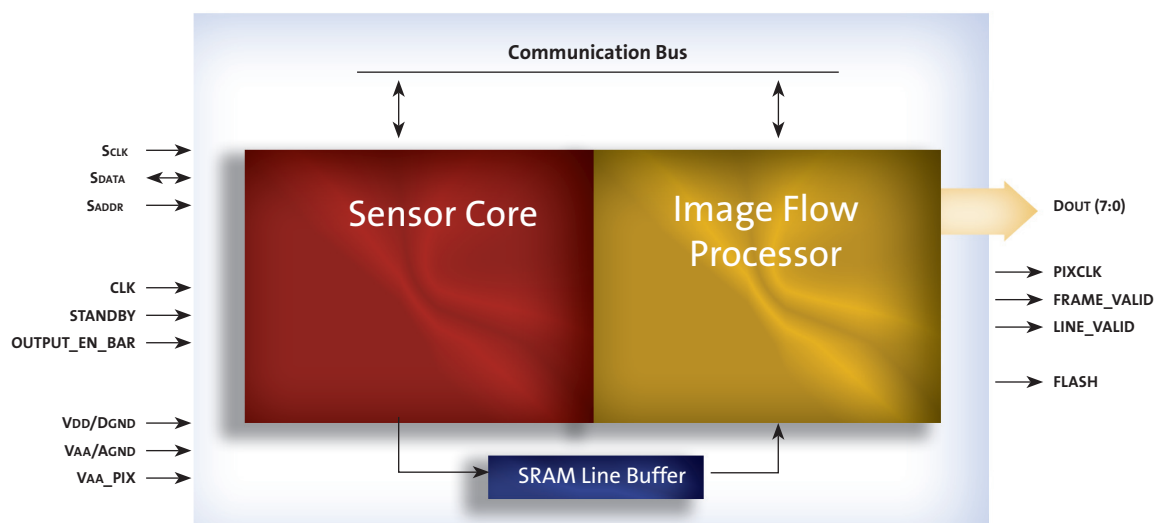 Communication Bus
SCLK
SDATA
SADDR
CLK
STANDBY
OUTPUT_EN_BAR
VDD/DGND
VAA/AGND
VAA_PIX
Sensor Core
Image Flow
Processor
SRAM Line Buffer
DOUT (7:0)
PIXCLK
FRAME_VALID
LINE_VALID
FLASH